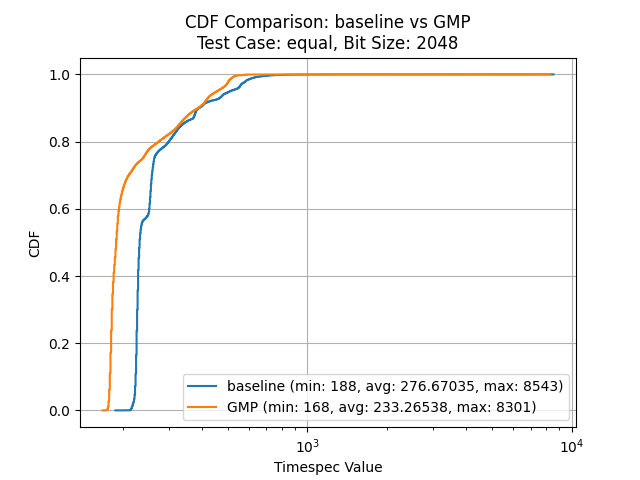 CDF Comparison: baseline vs GMP
Test Case: equal, Bit Size: 2048
1.0
0.8
0.6
0.4
0.2
0.0
CDF
baseline (min: 188, avg: 276.67035, max: 8543)
GMP (min: 168, avg: 233.26538, max: 8301)
10³
10⁴
Timespec Value